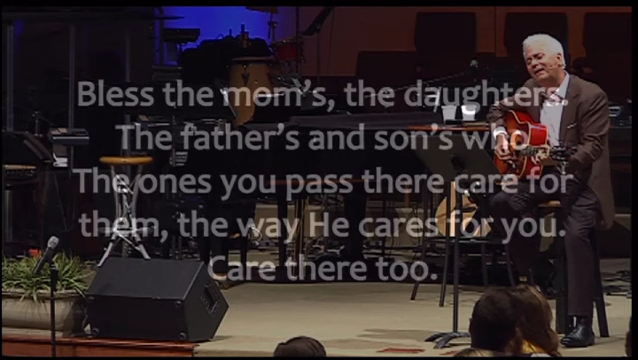 Bless the mom's, the daughters.
The father's and son's who
The ones you pass there care for
them, the way He cares for you.
Care there too.